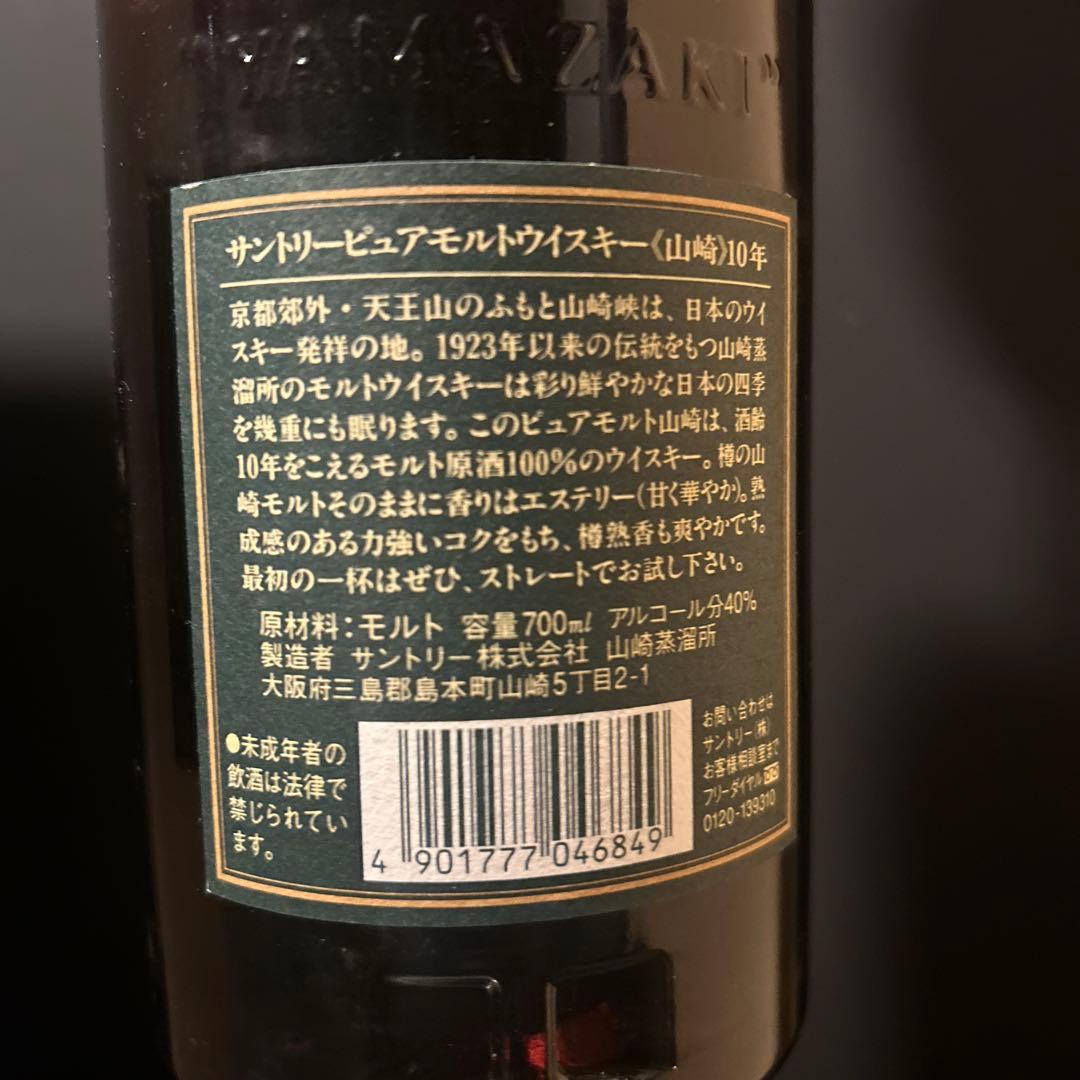 "YAMAZAKI"
サントリーピュアモルトウイスキー《山崎》10年
京都郊外・天王山のふもと山崎峡は、日本のウイ
スキー発祥の地。1923年以来の伝統をもつ山崎蒸
溜所のモルトウイスキーは彩り鮮やかな日本の四季
を幾重にも眠ります。このピュアモルト山崎は、酒齢
10年をこえるモルト原酒100%のウイスキー。樽の山
崎モルトそのままに香りはエステリー(甘く華やか)。熟
成感のある力強いコクをもち、樽熟香も爽やかです。
最初の一杯はぜひ、ストレートでお試し下さい。
原材料：モルト 容量700ml アルコール分40%
製造者 サントリー株式会社 山崎蒸溜所
大阪府三島郡島本町山崎5丁目2-1
●未成年者の
飲酒は法律で
禁じられてい
ます。
4 901777 046849
お問い合わせは
サントリー(株)
お客様相談室まで
フリーダイヤル
0120-139310